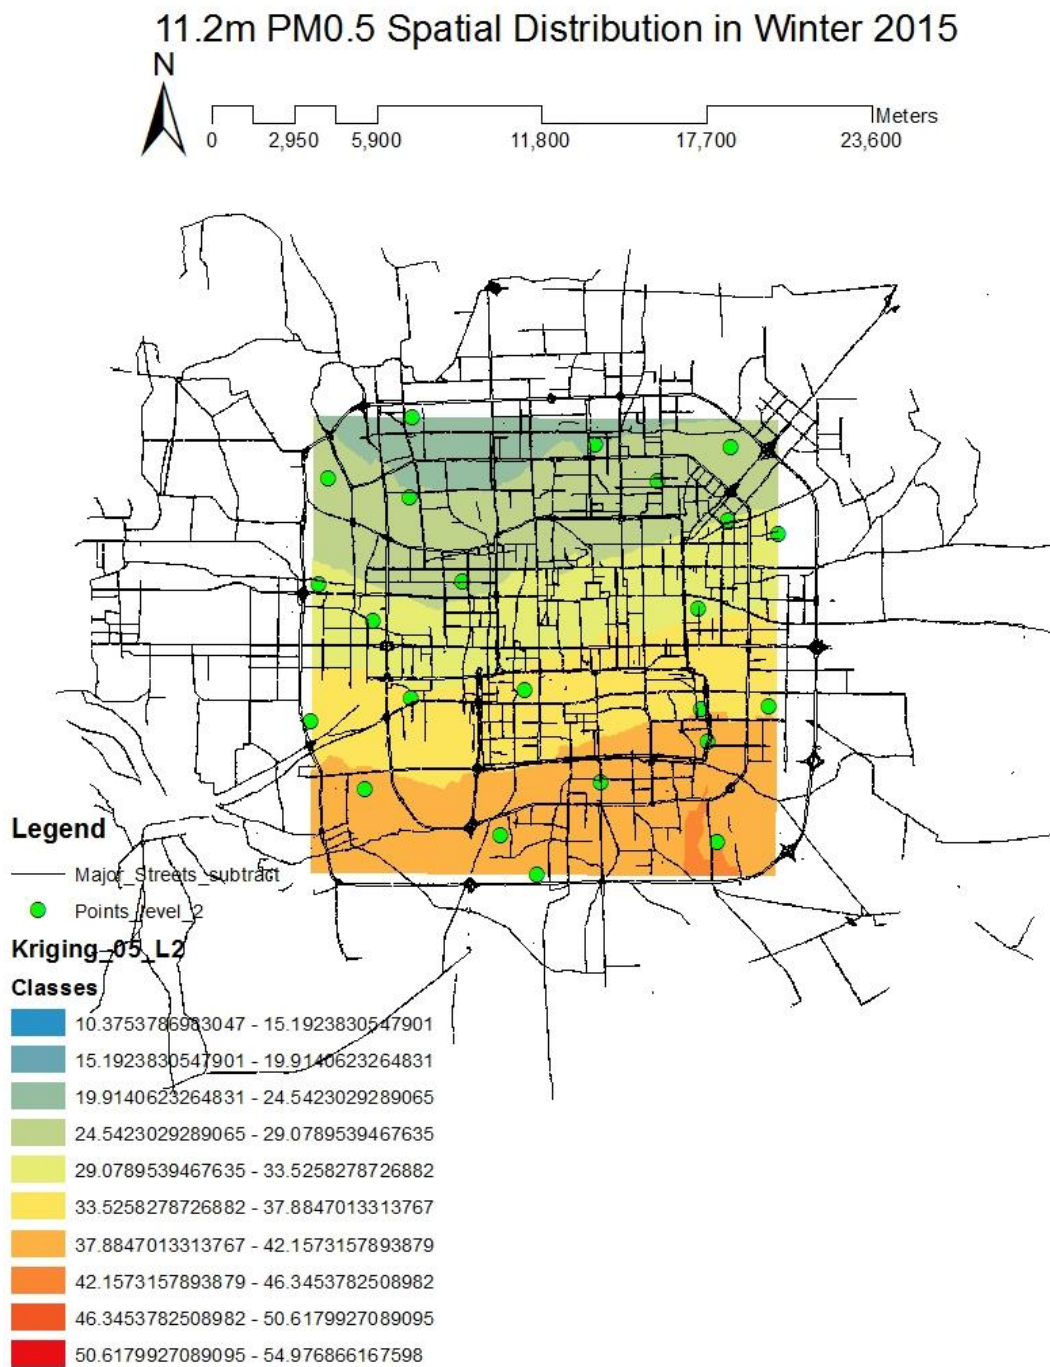 11.2m PM0.5 Spatial Distribution in Winter 2015
N
Meters
0 2,950 5,900 11,800 17,700 23,600
Legend
Major_Streets_subtract
Points_level_2
Kriging_05_L2
Classes
10.3753786983047 - 15.1923830547901
15.1923830547901 - 19.9140623264831
19.9140623264831 - 24.5423029289065
24.5423029289065 - 29.0789539467635
29.0789539467635 - 33.5258278726882
33.5258278726882 - 37.8847013313767
37.8847013313767 - 42.1573157893879
42.1573157893879 - 46.3453782508982
46.3453782508982 - 50.6179927089095
50.6179927089095 - 54.976866167598